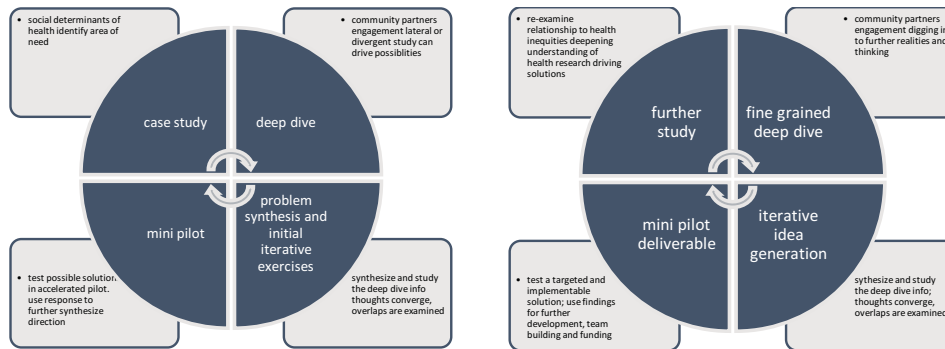 • social determinants of
health identify area of
need
community partners
engagement lateral or
divergent study can
drive possiblities
case study
deep dive
mini pilot
problem
synthesis and
initial
iterative
exercises
• test possible solution
in accelerated pilot.
use response to
further synthesize
direction
synthesize and study
the deep dive info
thoughts converge,
overlaps are examined
• re-examine
relationship to health
inequities deepening
understanding of
health research driving
solutions
• community partners
engagement digging in
to further realities and
thinking
further
study
fine grained
deep dive
mini pilot
deliverable
iterative
idea
generation
• test a targeted and
implementable
solution; use findings
for further
development, team
building and funding
sythesize and study
the deep dive info;
thoughts converge,
overlaps are examined